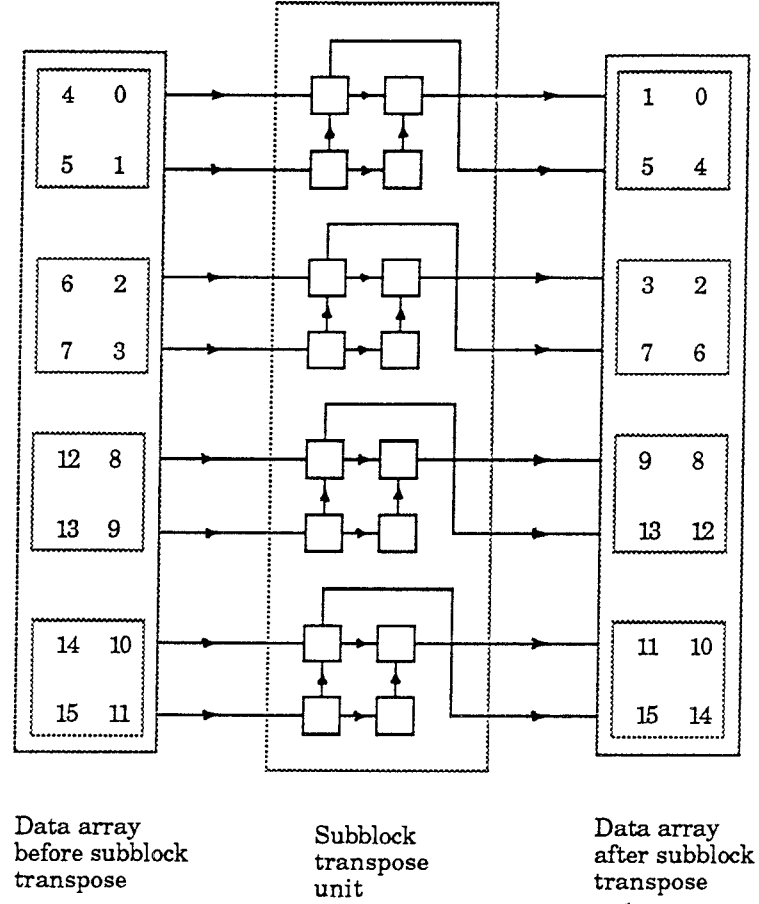 4 0
5 1
6 2
7 3
12 8
13 9
14 10
15 11
1 0
5 4
3 2
7 6
9 8
13 12
11 10
15 14
Data array
before subblock
transpose
Subblock
transpose
unit
Data array
after subblock
transpose